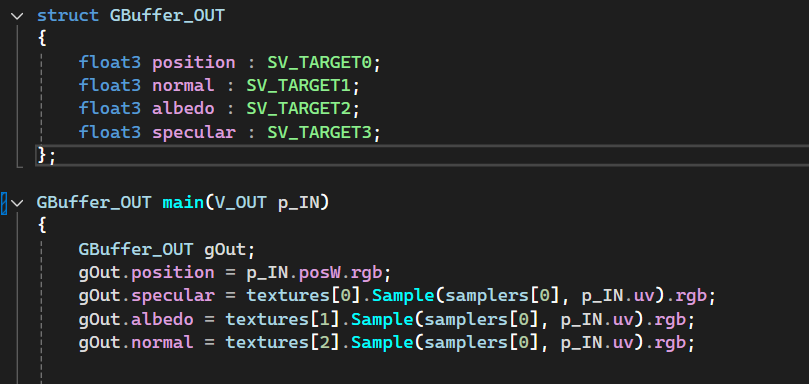 struct GBuffer_OUT
{
float3 position : SV_TARGET0;
float3 normal : SV_TARGET1;
float3 albedo : SV_TARGET2;
float3 specular : SV_TARGET3;
};
GBuffer_OUT main(V_OUT p_IN)
{
GBuffer_OUT gOut;
gOut.position = p_IN.posW.rgb;
gOut.specular = textures[0].Sample(samplers[0], p_IN.uv).rgb;
gOut.albedo = textures[1].Sample(samplers[0], p_IN.uv).rgb;
gOut.normal = textures[2].Sample(samplers[0], p_IN.uv).rgb;